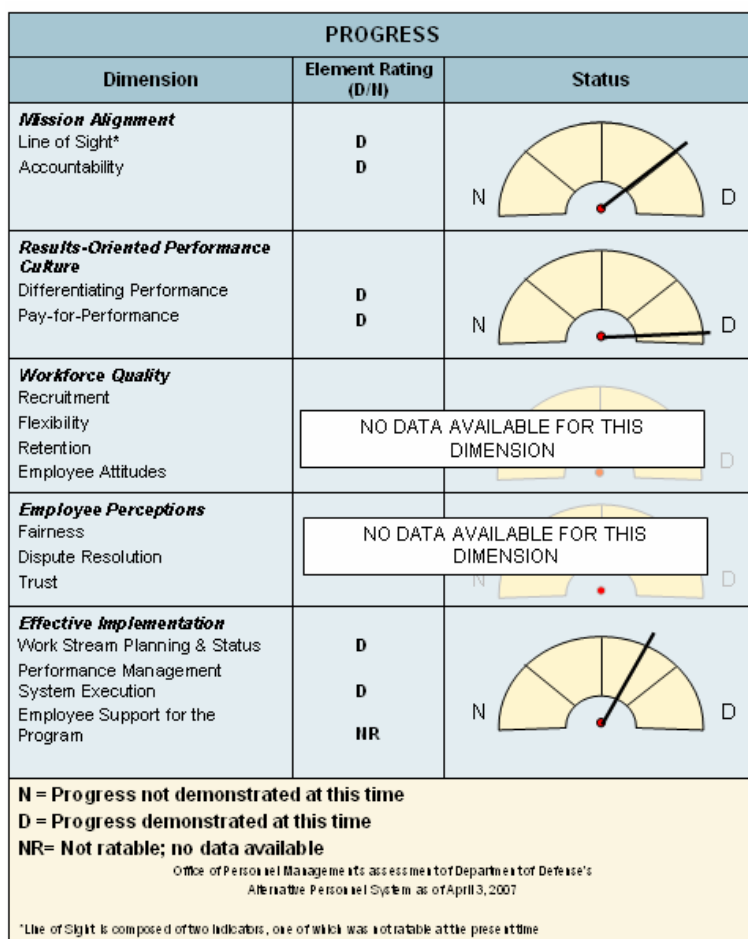 PROGRESS
Dimension
Element Rating
(D/N)
Status
Mission Alignment
Line of Sight*
D
Accountability
D
N
D
Results-Oriented Performance
Culture
Differentiating Performance
D
Pay-for-Performance
D
N
D
Workforce Quality
Recruitment
Flexibility
Retention
Employee Attitudes
NO DATA AVAILABLE FOR THIS
DIMENSION
D
Employee Perceptions
Fairness
Dispute Resolution
Trust
NO DATA AVAILABLE FOR THIS
DIMENSION
N
D
Effective Implementation
Work Stream Planning & Status
D
Performance Management
System Execution
D
Employee Support for the
Program
NR
N
D
N = Progress not demonstrated at this time
D = Progress demonstrated at this time
NR= Not ratable; no data available
Office of Personnel Management's assessment of Department of Defense's
Alternative Personnel System as of April 3, 2007
*Line of Sight is composed of two indicators, one of which was not ratable at the present time